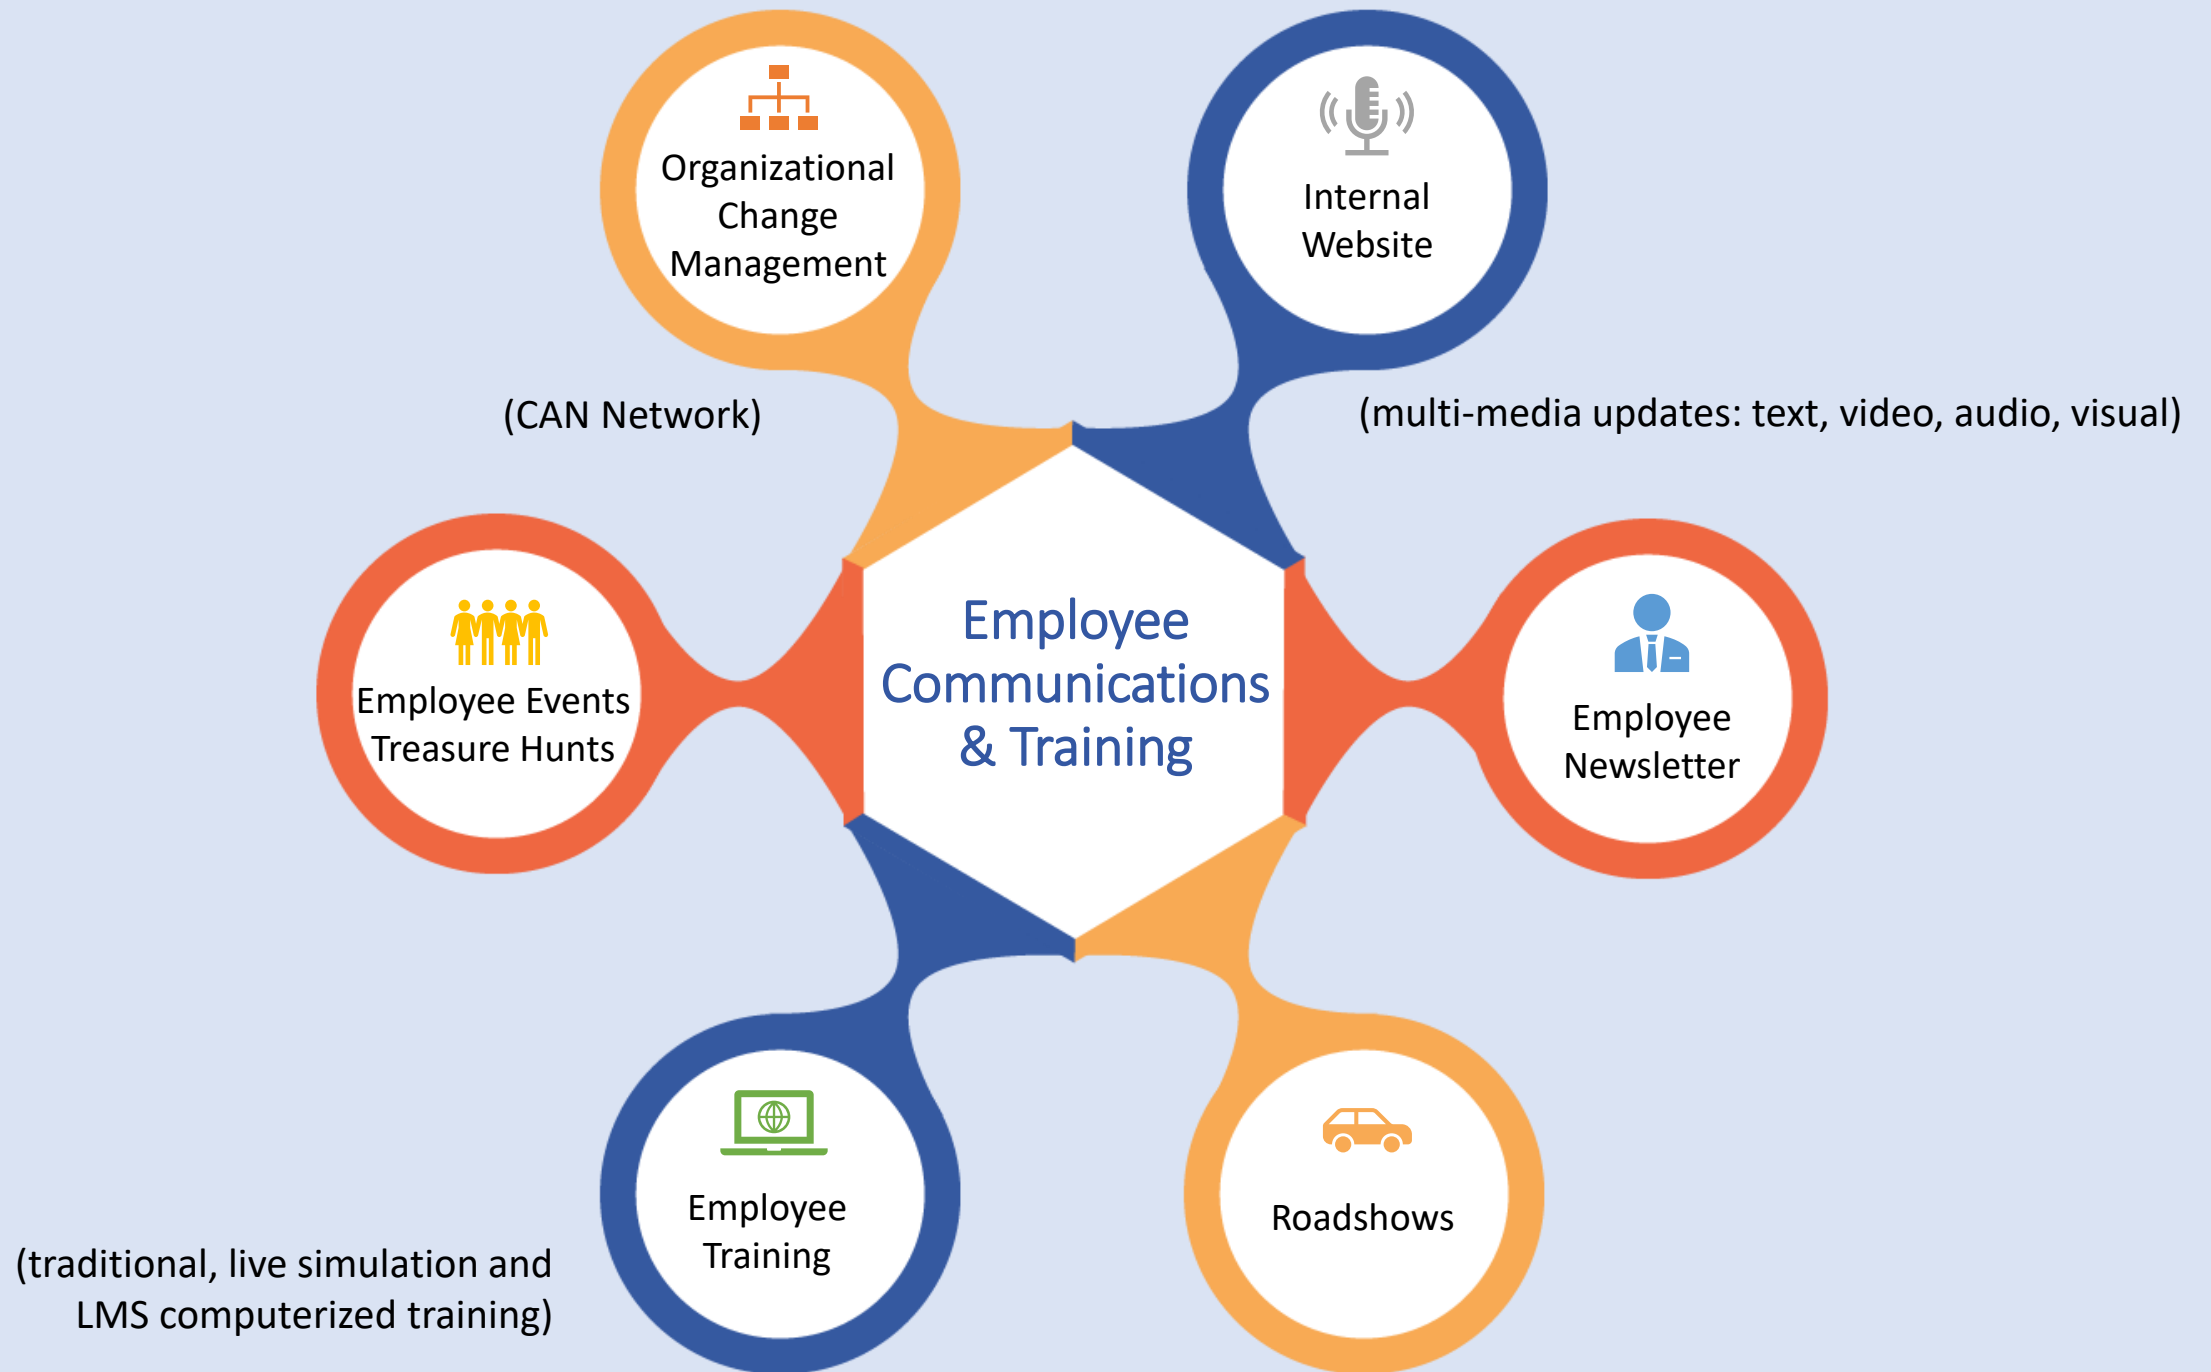 Organizational
Change
Management
(CAN Network)
Internal
Website
(multi-media updates: text, video, audio, visual)
Employee Events
Treasure Hunts
Employee
Communications
& Training
Employee
Newsletter
Employee
Training
(traditional, live simulation and
LMS computerized training)
Roadshows